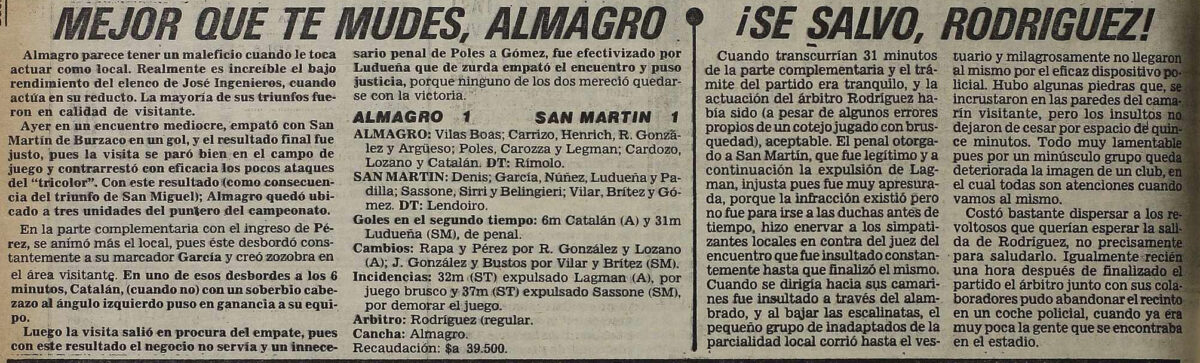 MEJOR QUE TE MUDES, ALMAGRO
Almagro parece tener un maleficio cuando le toca
actuar como local. Realmente es increíble el bajo
rendimiento del elenco de José Ingenieros, cuando
actúa en su reducto. La mayoría de sus triunfos fue-
ron en calidad de visitante.
Ayer en un encuentro mediocre, empató con San
Martín de Burzaco en un gol, y el resultado final fue
justo, pues la visita se paró bien en el campo de
juego y contrarrestó con eficacia los pocos ataques
del "tricolor". Con este resultado (como consecuen-
cia del triunfo de San Miguel); Almagro quedó ubi-
cado a tres unidades del puntero del campeonato.
En la parte complementaria con el ingreso de Pé-
rez, se animó más el local, pues éste desbordó cons-
tantemente a su marcador García y creó zozobra en
el área visitante. En uno de esos desbordes a los 6
minutos, Catalán, (cuando no) con un soberbio cabe-
zazo al ángulo izquierdo puso en ganancia a su equi-
po.
Luego la visita salió en procura del empate, pues
con este resultado el negocio no servía y un innece-
sario penal de Poles a Gómez, fue efectivizado por
Ludueña que de zurda empató el encuentro y puso
justicia, porque ninguno de los dos mereció quedar-
se con la victoria.
ALMAGRO 1 SAN MARTIN 1
ALMAGRO: Vilas Boas; Carrizo, Henrich, R. Gonzá-
lez y Argüeso; Poles, Carozza y Legman; Cardozo,
Lozano y Catalán. DT: Rímolo.
SAN MARTIN: Denis; García, Núñez, Ludueña y Pa-
dilla; Sassone, Sirri y Belingieri; Vilar, Brítez y Gó-
mez. DT: Lendoiro.
Goles en el segundo tiempo: 6m Catalán (A) y 31m
Ludueña (SM), de penal.
Cambios: Rapa y Pérez por R. González y Lozano
(A); J. González y Bustos por Vilar y Brítez (SM).
Incidencias: 32m (ST) expulsado Lagman (A), por
juego brusco y 37m (ST) expulsado Sassone (SM),
por demorar el juego.
Arbitro: Rodríguez (regular.
Cancha: Almagro.
Recaudación: $a 39.500.
¡SE SALVO, RODRIGUEZ!
Cuando transcurrían 31 minutos
de la parte complementaria y el trá-
mite del partido era tranquilo, y la
actuación del árbitro Rodríguez ha-
bía sido (a pesar de algunos errores
propios de un cotejo jugado con brus-
quedad), aceptable. El penal otorga-
do a San Martín, que fue legítimo y a
continuación la expulsión de Lag-
man, injusta pues fue muy apresura-
da, porque la infracción existió pero
no fue para irse a las duchas antes de
tiempo, hizo enervar a los simpati-
zantes locales en contra del juez del
encuentro que fue insultado constan-
temente hasta que finalizó el mismo.
Cuando se dirigía hacia sus camari-
nes fue insultado a través del alam-
brado, y al bajar las escalinatas, el
pequeño grupo de inadaptados de la
parcialidad local corrió hasta el ves-
tuario y milagrosamente no llegaron
al mismo por el eficaz dispositivo po-
licial. Hubo algunas piedras que, se
incrustaron en las paredes del cama-
rín visitante, pero los insultos no
dejaron de cesar por espacio de quin-
ce minutos. Todo muy lamentable
pues por un minúsculo grupo queda
deteriorada la imagen de un club, en
el cual todas son atenciones cuando
vamos al mismo.
Costó bastante dispersar a los re-
voltosos que querían esperar la sali-
da de Rodríguez, no precisamente
para saludarlo. Igualmente recién
una hora después de finalizado el
partido el árbitro junto con sus cola-
boradores pudo abandonar el recinto
en un coche policial, cuando ya era
muy poca la gente que se encontraba
en el estadio.